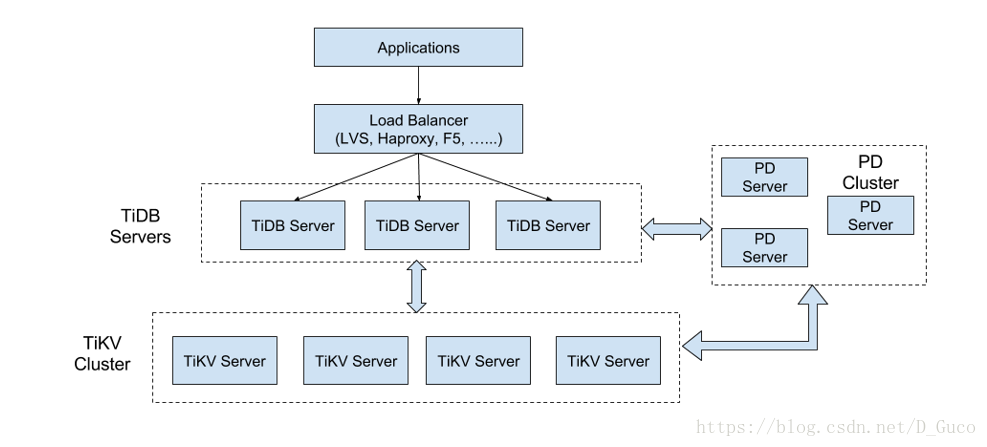 Applications
Load Balancer
(LVS, Haproxy, F5, …...)
TiDB
Servers
TiDB Server
TiDB Server
TiDB Server
PD
Cluster
PD
Server
PD
Server
PD
Server
TiKV
Cluster
TiKV Server
TiKV Server
TiKV Server
TiKV Server
https://blog.csdn.net/D_Guco